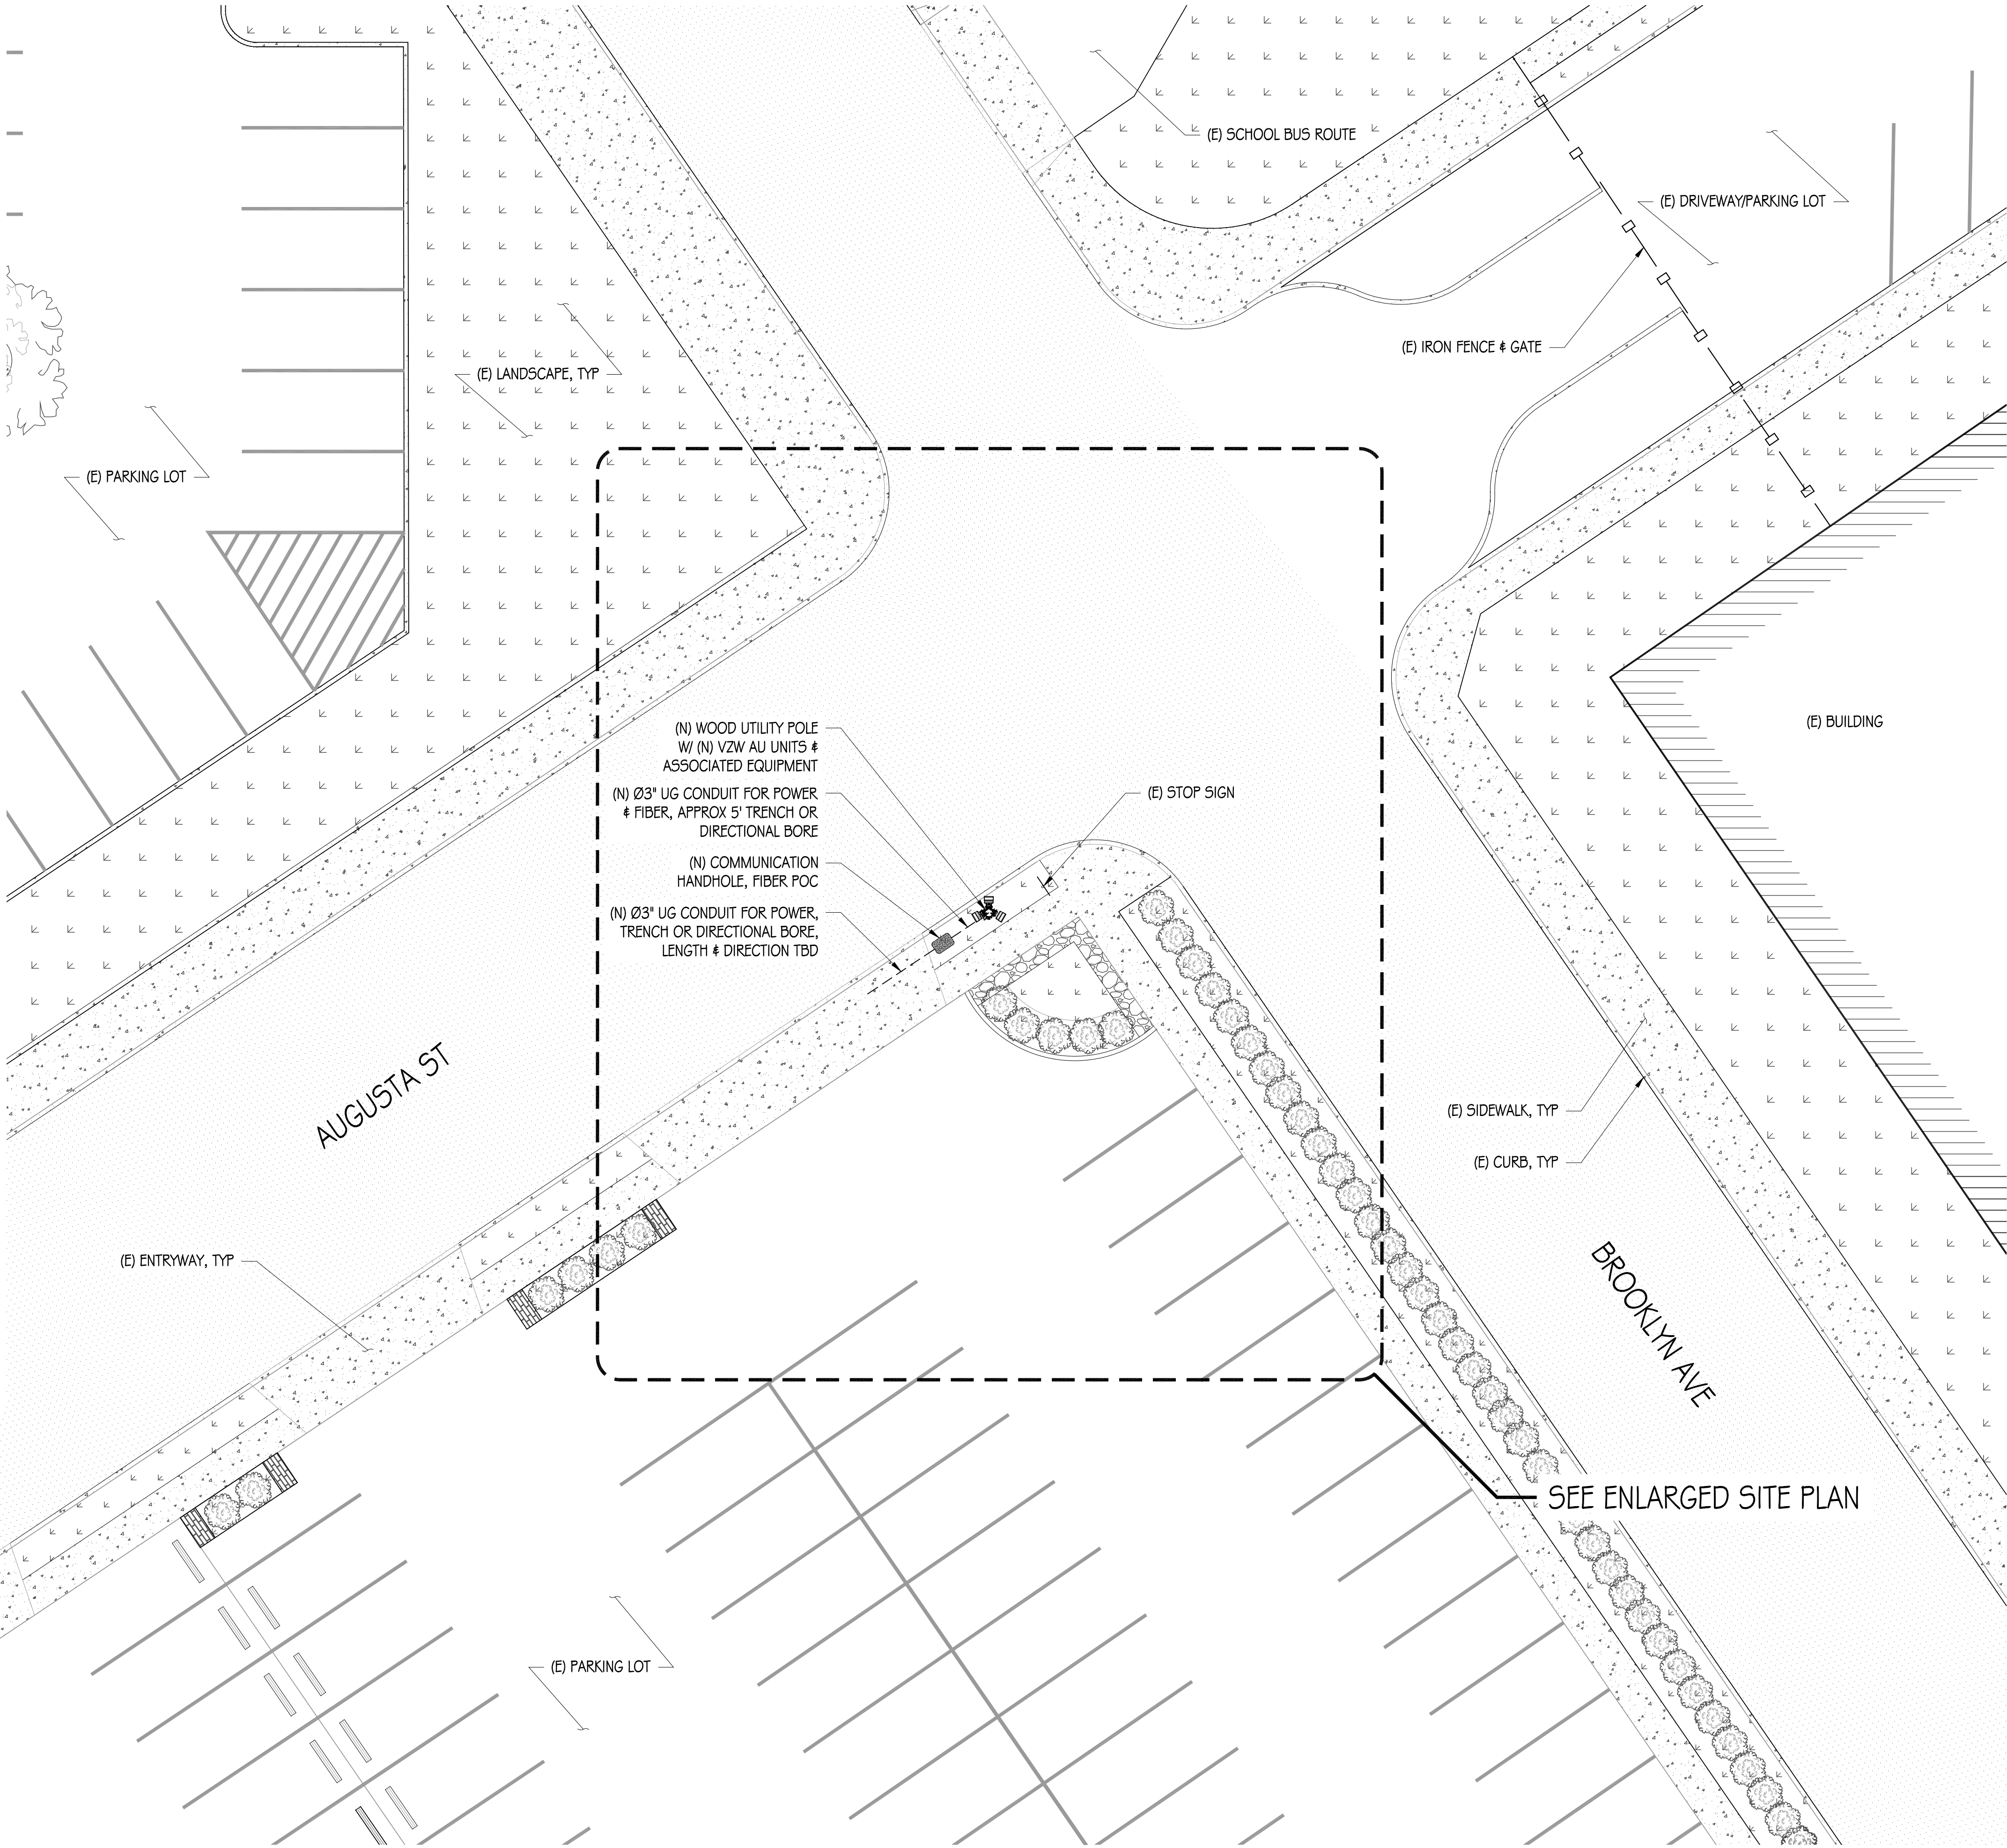 (E) SCHOOL BUS ROUTE
(E) DRIVEWAY/PARKING LOT
(E) IRON FENCE & GATE
(E) LANDSCAPE, TYP
(E) PARKING LOT
(E) BUILDING
(N) WOOD UTILITY POLE
W/ (N) VZW AU UNITS &
ASSOCIATED EQUIPMENT
(N) Ø3" UG CONDUIT FOR POWER
& FIBER, APPROX 5' TRENCH OR
DIRECTIONAL BORE
(N) COMMUNICATION
HANDHOLE, FIBER POC
(N) Ø3" UG CONDUIT FOR POWER,
TRENCH OR DIRECTIONAL BORE,
LENGTH & DIRECTION TBD
(E) STOP SIGN
AUGUSTA ST
(E) SIDEWALK, TYP
(E) CURB, TYP
(E) ENTRYWAY, TYP
BROOKLYN AVE
SEE ENLARGED SITE PLAN
(E) PARKING LOT